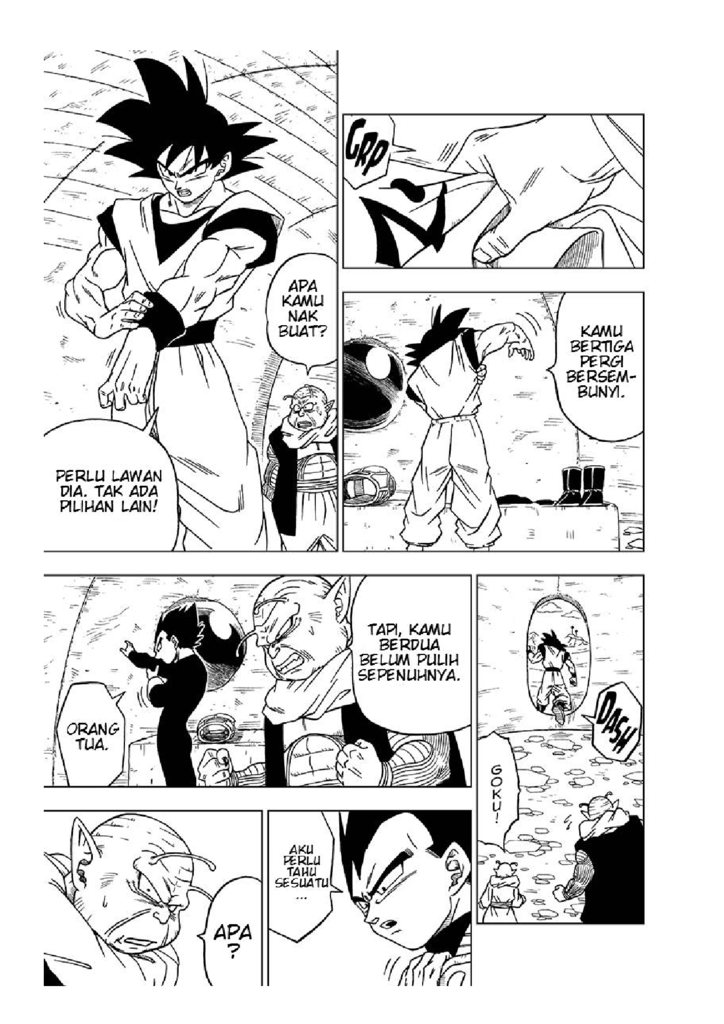 GRP
KAMU
BERTIGA
PERGI
BERSEM-
BUNYI.
APA
KAMU
NAK
BUAT?
PERLU LAWAN
DIA. TAK ADA
PILIHAN LAIN!
DASH
GOKU!
TAPI, KAMU
BERDUA
BELUM PULIH
SEPENUHNYA.
ORANG
TUA.
AKU
PERLU
TAHU
SESUATU
...
APA
?